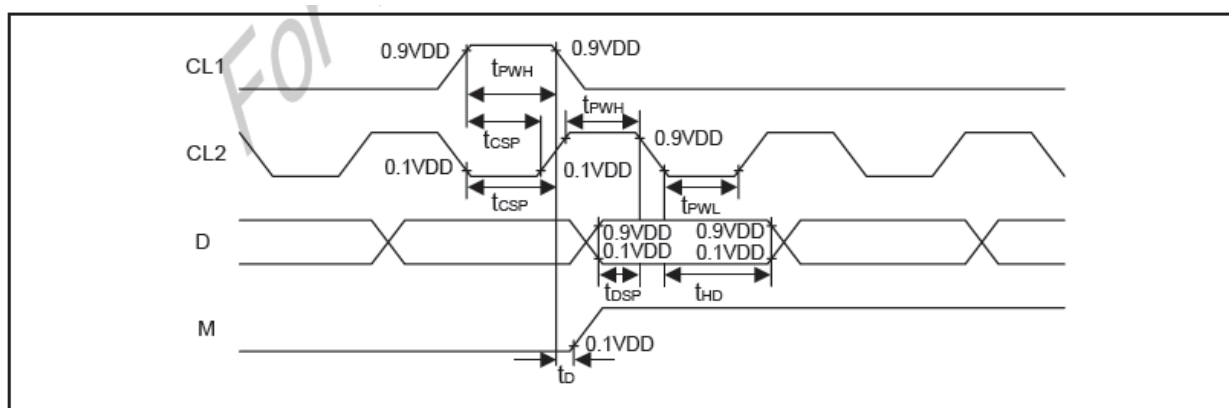 For
CL1
0.9VDD
0.9VDD
tPWH
tPWH
tCSP
CL2
0.9VDD
0.1VDD
0.1VDD
tCSP
tPWL
D
0.9VDD
0.9VDD
0.1VDD
0.1VDD
tDSP
tHD
M
0.1VDD
tD